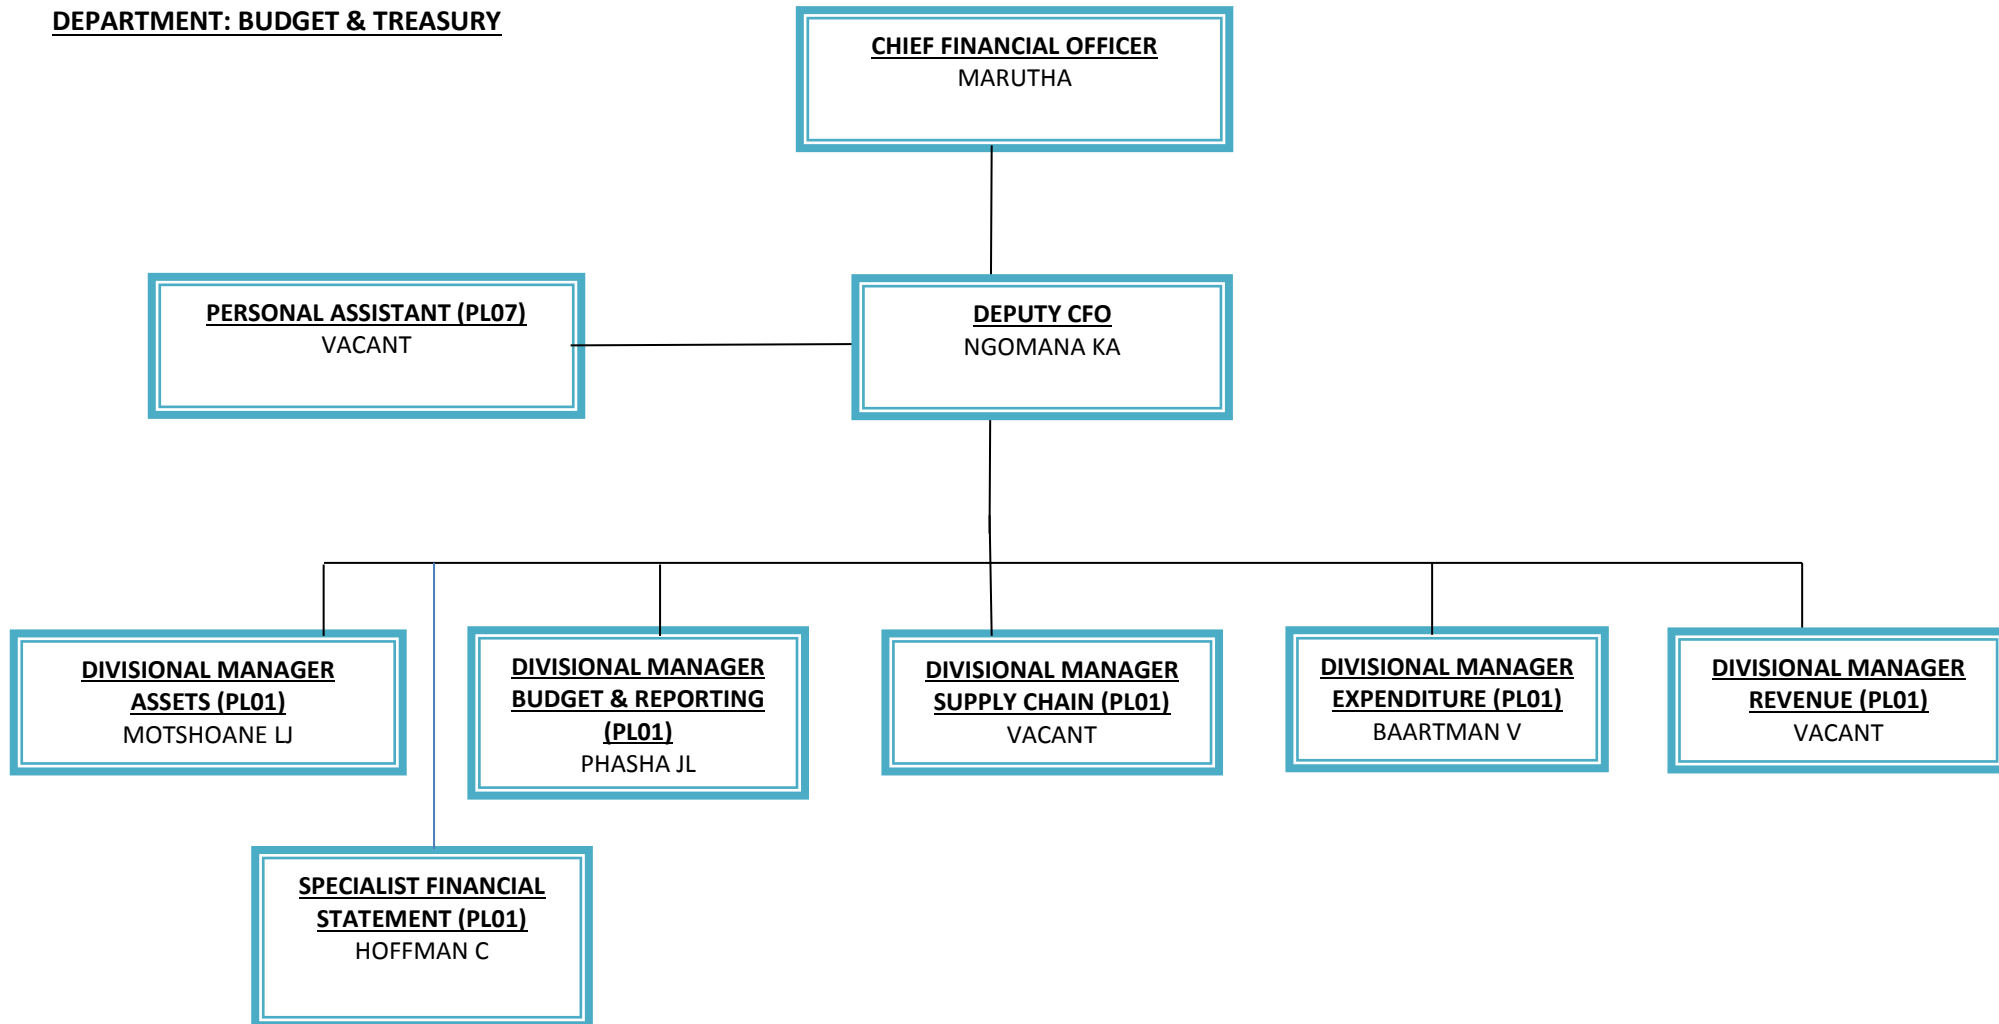 DEPARTMENT: BUDGET & TREASURY
CHIEF FINANCIAL OFFICER
MARUTHA
PERSONAL ASSISTANT (PL07)
VACANT
DEPUTY CFO
NGOMANA KA
DIVISIONAL MANAGER
ASSETS (PL01)
MOTSHOANE LJ
DIVISIONAL MANAGER
BUDGET & REPORTING
(PL01)
PHASHA JL
DIVISIONAL MANAGER
SUPPLY CHAIN (PL01)
VACANT
DIVISIONAL MANAGER
EXPENDITURE (PL01)
BAARTMAN V
DIVISIONAL MANAGER
REVENUE (PL01)
VACANT
SPECIALIST FINANCIAL
STATEMENT (PL01)
HOFFMAN C